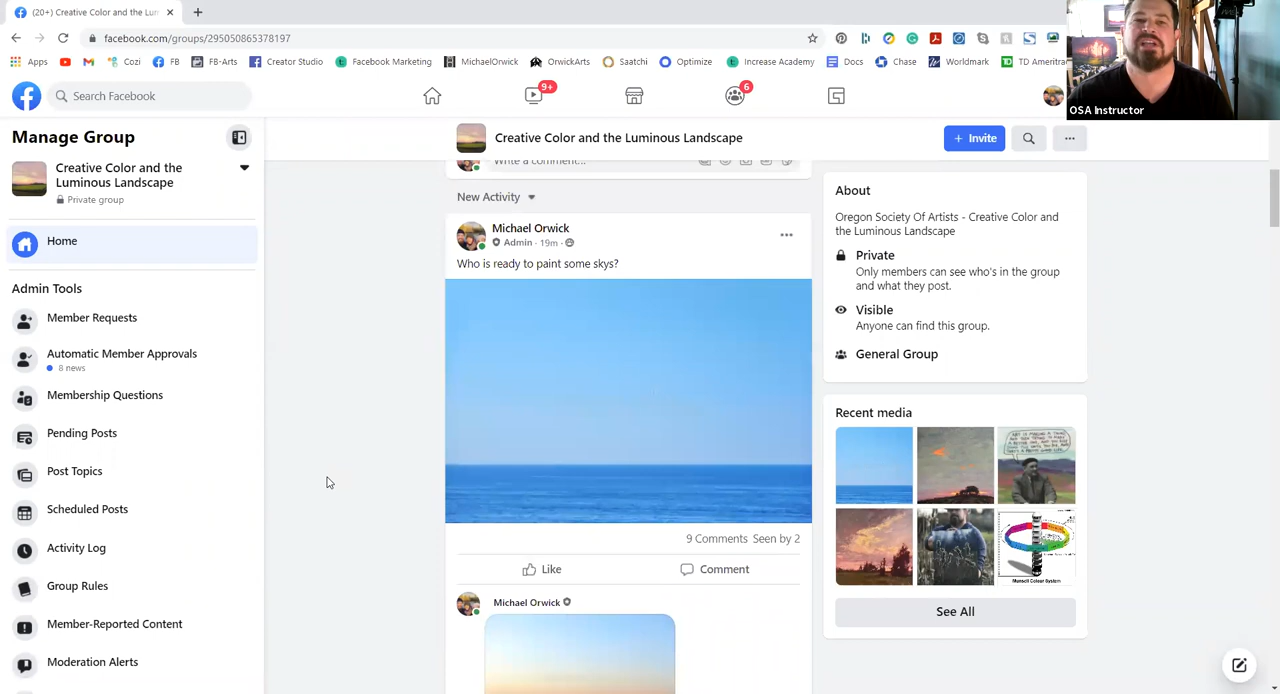 (20+) Creative Color and the Lum
facebook.com/groups/295050865378197
Apps
Cozi
FB
FB-Arts
Creator Studio
Facebook Marketing
MichaelOrwick
OrwickArts
Saatchi
Optimize
Increase Academy
Docs
Chase
Worldmark
TD Ameritra
OSA Instructor
Search Facebook
9+
6
Manage Group
Creative Color and the
Luminous Landscape
Private group
Home
Admin Tools
Member Requests
Automatic Member Approvals
8 news
Membership Questions
Pending Posts
Post Topics
Scheduled Posts
Activity Log
Group Rules
Member-Reported Content
Moderation Alerts
Creative Color and the Luminous Landscape
+ Invite
Write a comment…
New Activity
Michael Orwick
Admin · 19m ·
Who is ready to paint some skys?
9 Comments Seen by 2
Like
Comment
Michael Orwick
About
Oregon Society Of Artists - Creative Color and
the Luminous Landscape
Private
Only members can see who's in the group
and what they post.
Visible
Anyone can find this group.
General Group
Recent media
Munsell Colour System
See All